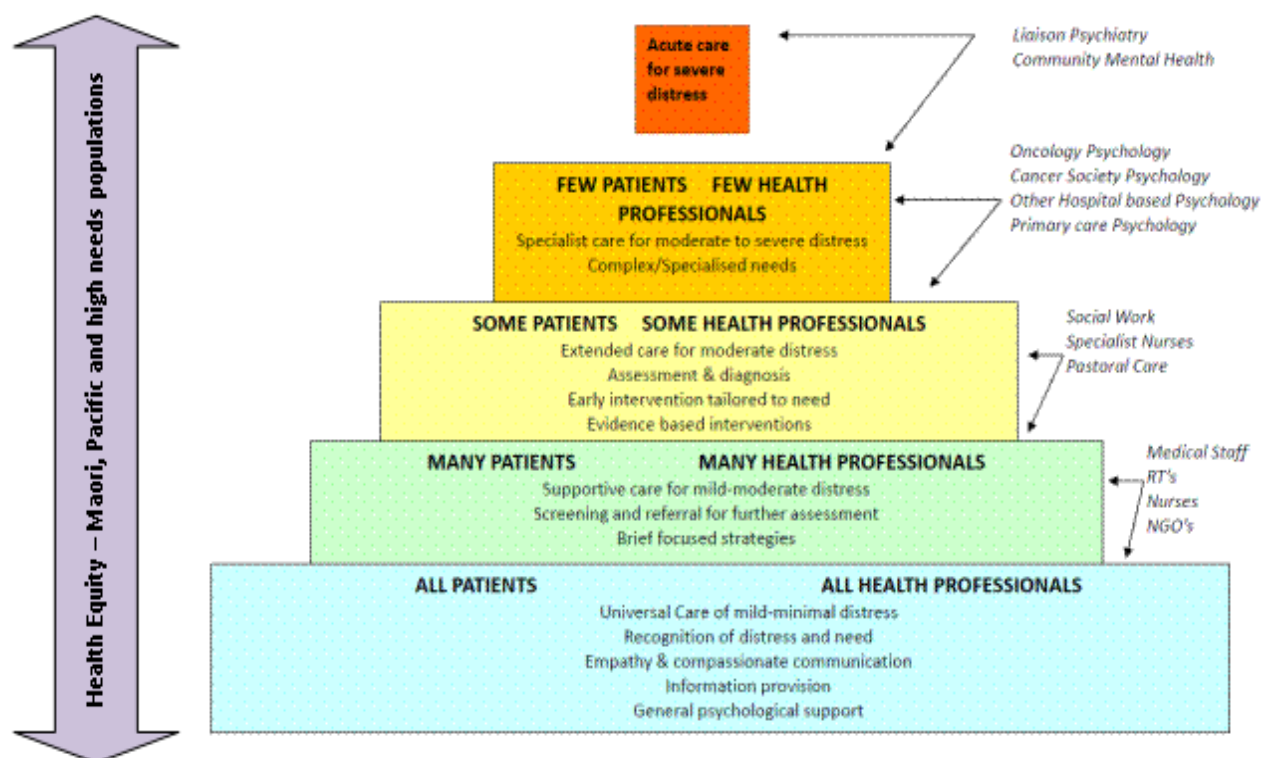 Health Equity – Maori, Pacific and high needs populations
Acute care
for severe
distress
Liaison Psychiatry
Community Mental Health
FEW PATIENTS FEW HEALTH
PROFESSIONALS
Specialist care for moderate to severe distress
Complex/Specialised needs
Oncology Psychology
Cancer Society Psychology
Other Hospital based Psychology
Primary care Psychology
SOME PATIENTS SOME HEALTH PROFESSIONALS
Extended care for moderate distress
Assessment & diagnosis
Early intervention tailored to need
Evidence based interventions
Social Work
Specialist Nurses
Pastoral Care
MANY PATIENTS MANY HEALTH PROFESSIONALS
Supportive care for mild-moderate distress
Screening and referral for further assessment
Brief focused strategies
Medical Staff
RT's
Nurses
NGO's
ALL PATIENTS ALL HEALTH PROFESSIONALS
Universal Care of mild-minimal distress
Recognition of distress and need
Empathy & compassionate communication
Information provision
General psychological support